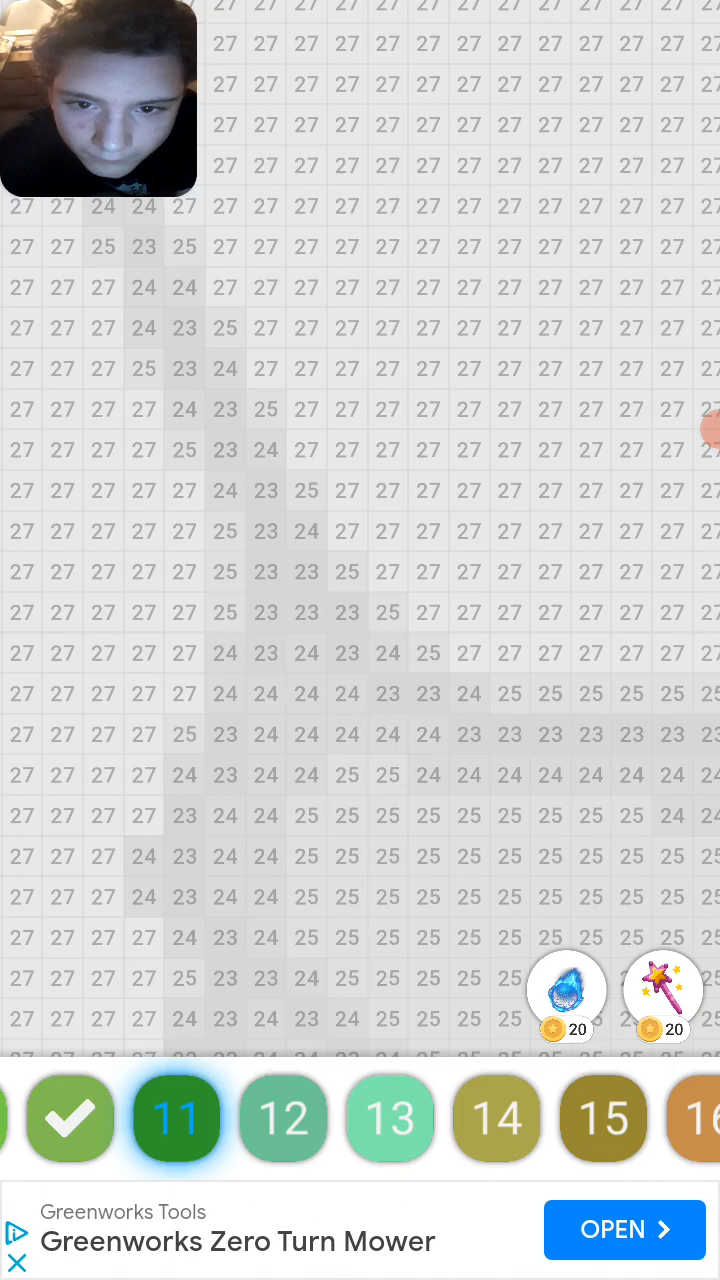 27 27 27 27 27 27 27 27 27 27 27 27 27
27 27 27 27 27 27 27 27 27 27 27 27 27
27 27 27 27 27 27 27 27 27 27 27 27 27
27 27 27 27 27 27 27 27 27 27 27 27 27
27 27 24 24 27 27 27 27 27 27 27 27 27 27 27 27 27 27
27 27 25 23 25 27 27 27 27 27 27 27 27 27 27 27 27 27
27 27 27 24 24 27 27 27 27 27 27 27 27 27 27 27 27 27
27 27 27 24 23 25 27 27 27 27 27 27 27 27 27 27 27 27
27 27 27 25 23 24 27 27 27 27 27 27 27 27 27 27 27 27
27 27 27 27 24 23 25 27 27 27 27 27 27 27 27 27 27 27
27 27 27 27 25 23 24 27 27 27 27 27 27 27 27 27 27 27
27 27 27 27 27 24 23 25 27 27 27 27 27 27 27 27 27 27
27 27 27 27 27 25 23 24 27 27 27 27 27 27 27 27 27 27
27 27 27 27 27 25 23 23 25 27 27 27 27 27 27 27 27 27
27 27 27 27 27 25 23 23 23 25 27 27 27 27 27 27 27 27
27 27 27 27 27 24 23 24 23 24 25 27 27 27 27 27 27 27
27 27 27 27 27 24 24 24 24 23 23 24 25 25 25 25 25 25
27 27 27 27 25 23 24 24 24 24 24 23 23 23 23 23 23 23
27 27 27 27 24 23 24 24 25 25 24 24 24 24 24 24 24 24
27 27 27 27 23 24 24 25 25 25 25 25 25 25 25 25 24 24
27 27 27 24 23 24 24 25 25 25 25 25 25 25 25 25 25 25
27 27 27 24 23 24 24 25 25 25 25 25 25 25 25 25 25 25
27 27 27 27 24 23 24 25 25 25 25 25 25 25 25 25 25 25
27 27 27 27 25 23 23 24 25 25 25 25 25
27 27 27 27 24 23 24 23 24 25 25 25 25
20 20
11 12 13 14 15 16
Greenworks Tools
Greenworks Zero Turn Mower
OPEN